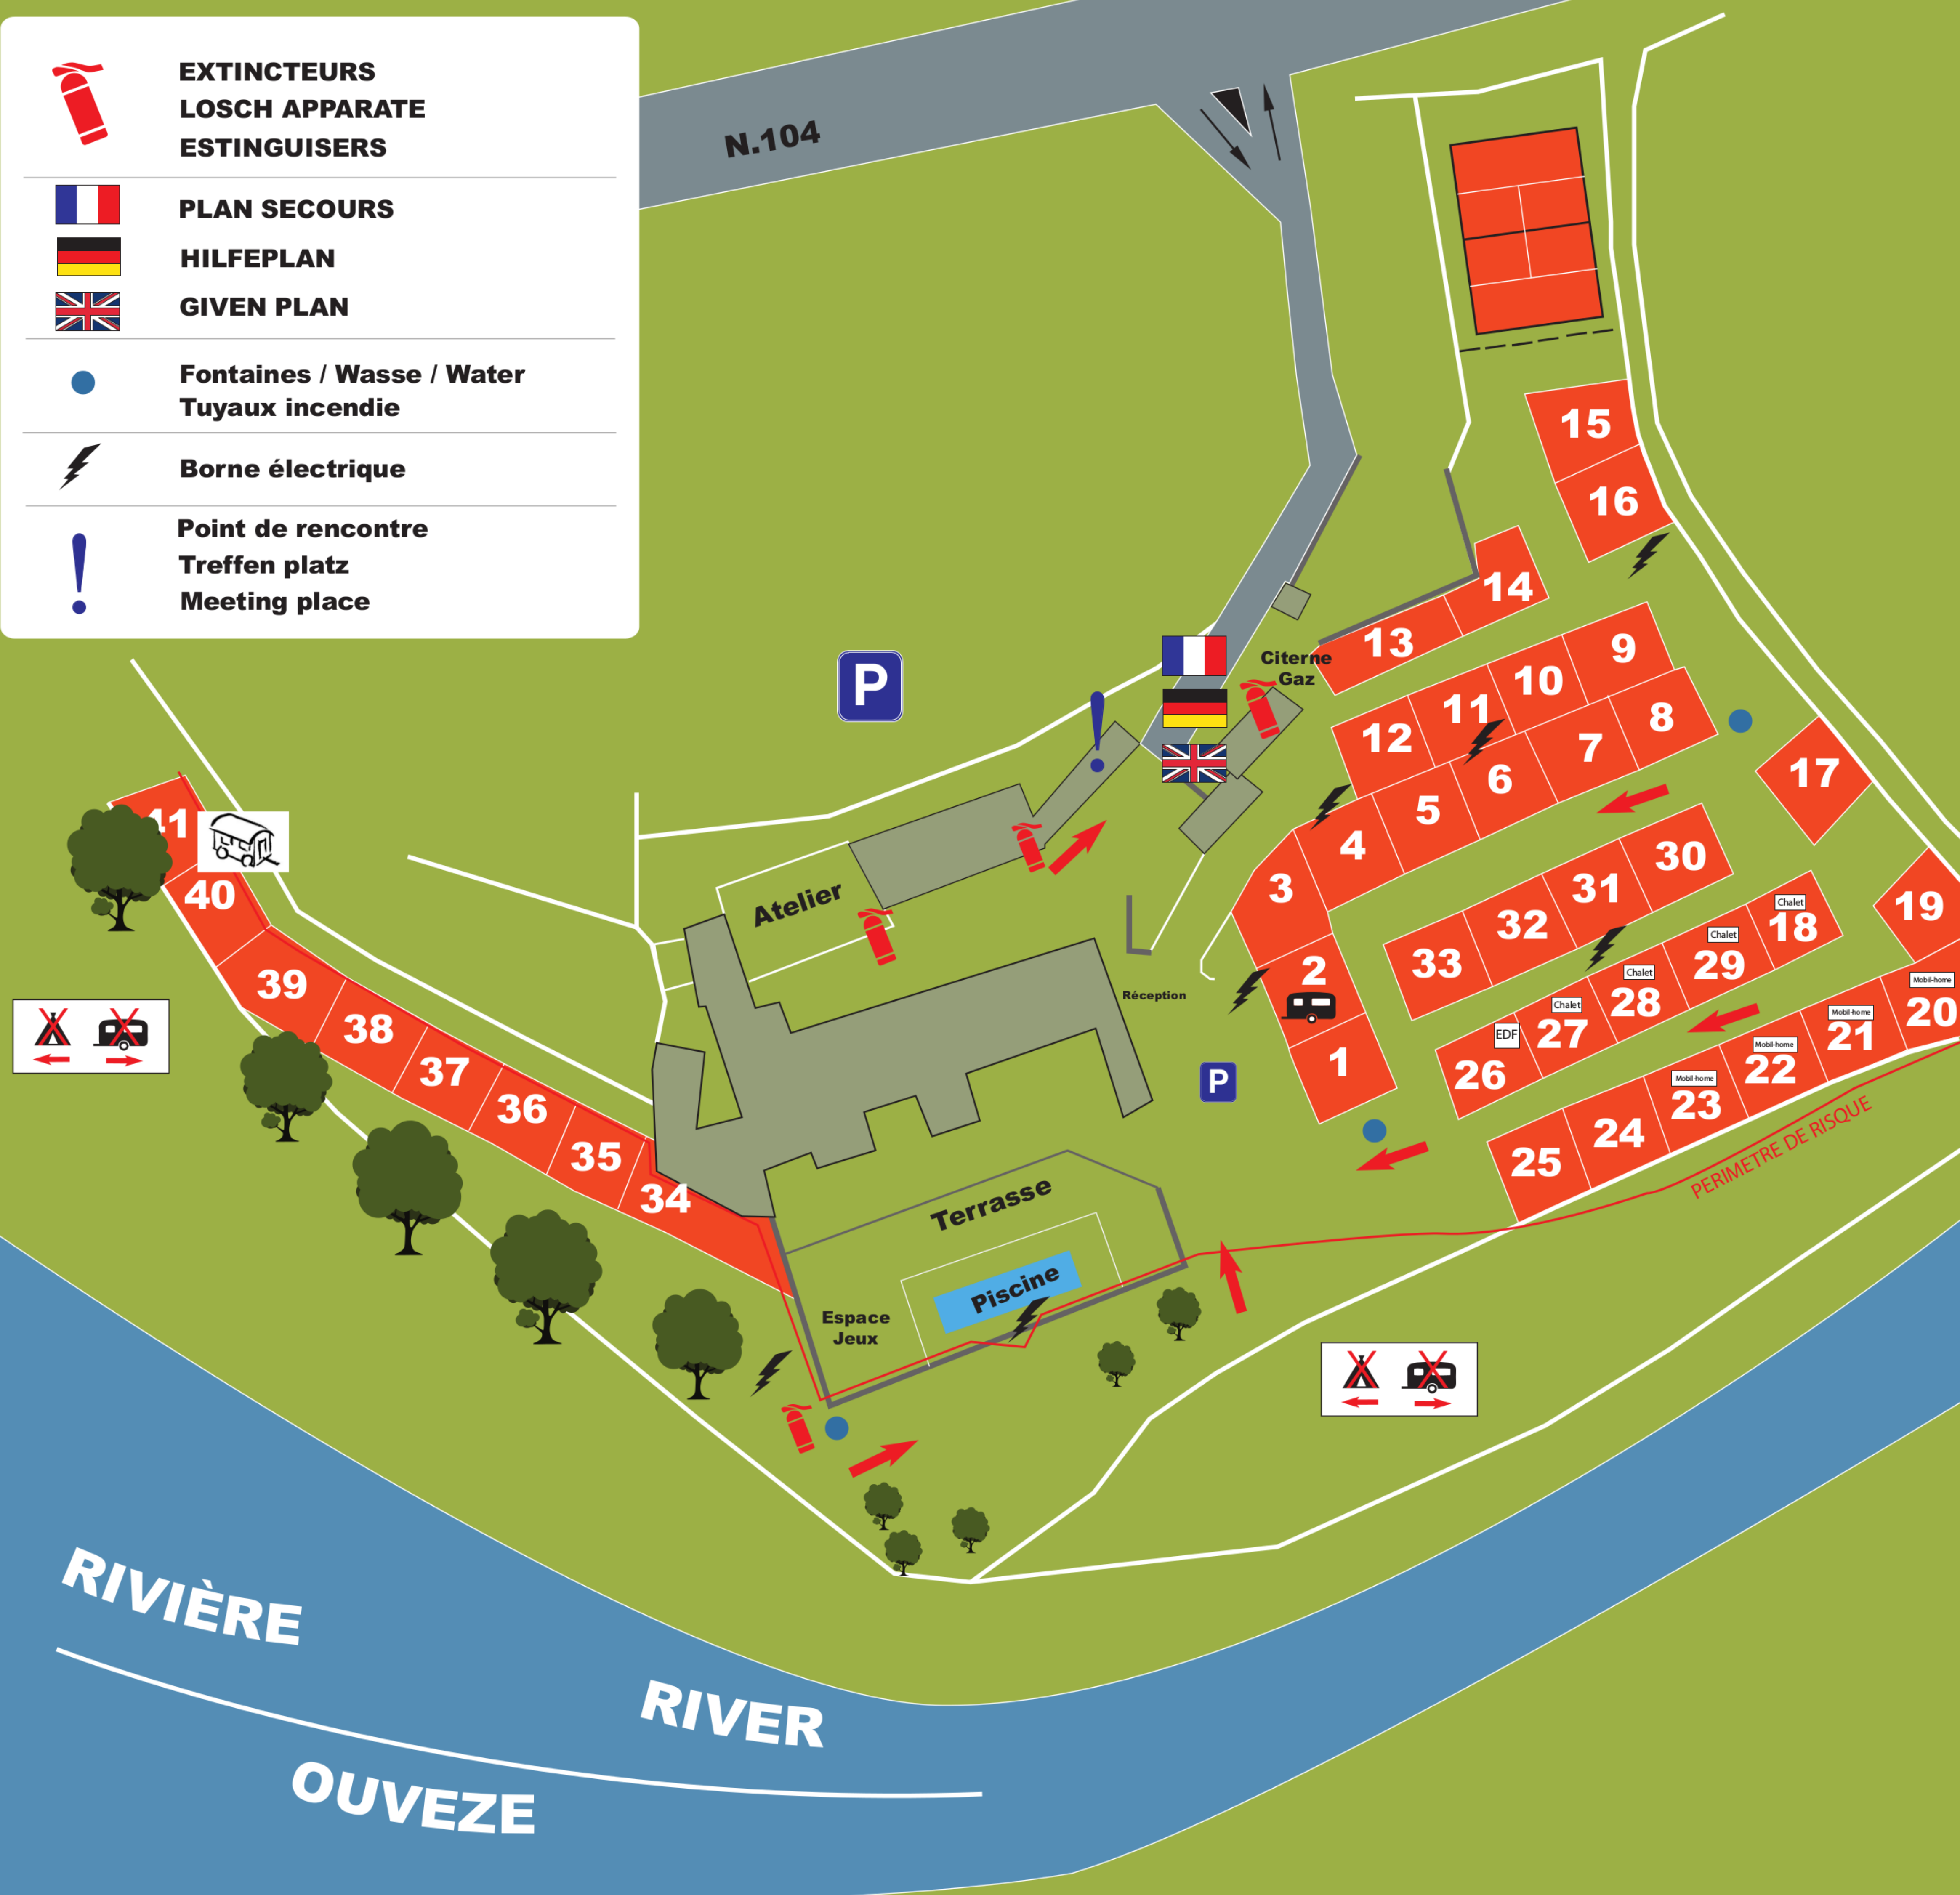 EXTINCTEURS
LOSCH APPARATE
ESTINGUISERS
PLAN SECOURS
HILFEPLAN
GIVEN PLAN
Fontaines / Wasse / Water
Tuyaux incendie
Borne électrique
Point de rencontre
Treffen platz
Meeting place
N.104
15
16
14
13
Citerne
Gaz
P
9
10
11
12
8
7
6
5
4
3
2
1
17
30
31
32
33
19
Chalet
18
Chalet
29
Chalet
28
Chalet
27
EDF
26
Mobil-home
20
Mobil-home
21
Mobil-home
22
Mobil-home
23
24
25
PERIMETRE DE RISQUE
41
40
39
38
37
36
35
34
Atelier
Réception
P
Terrasse
Piscine
Espace
Jeux
RIVIÈRE
RIVER
OUVEZE